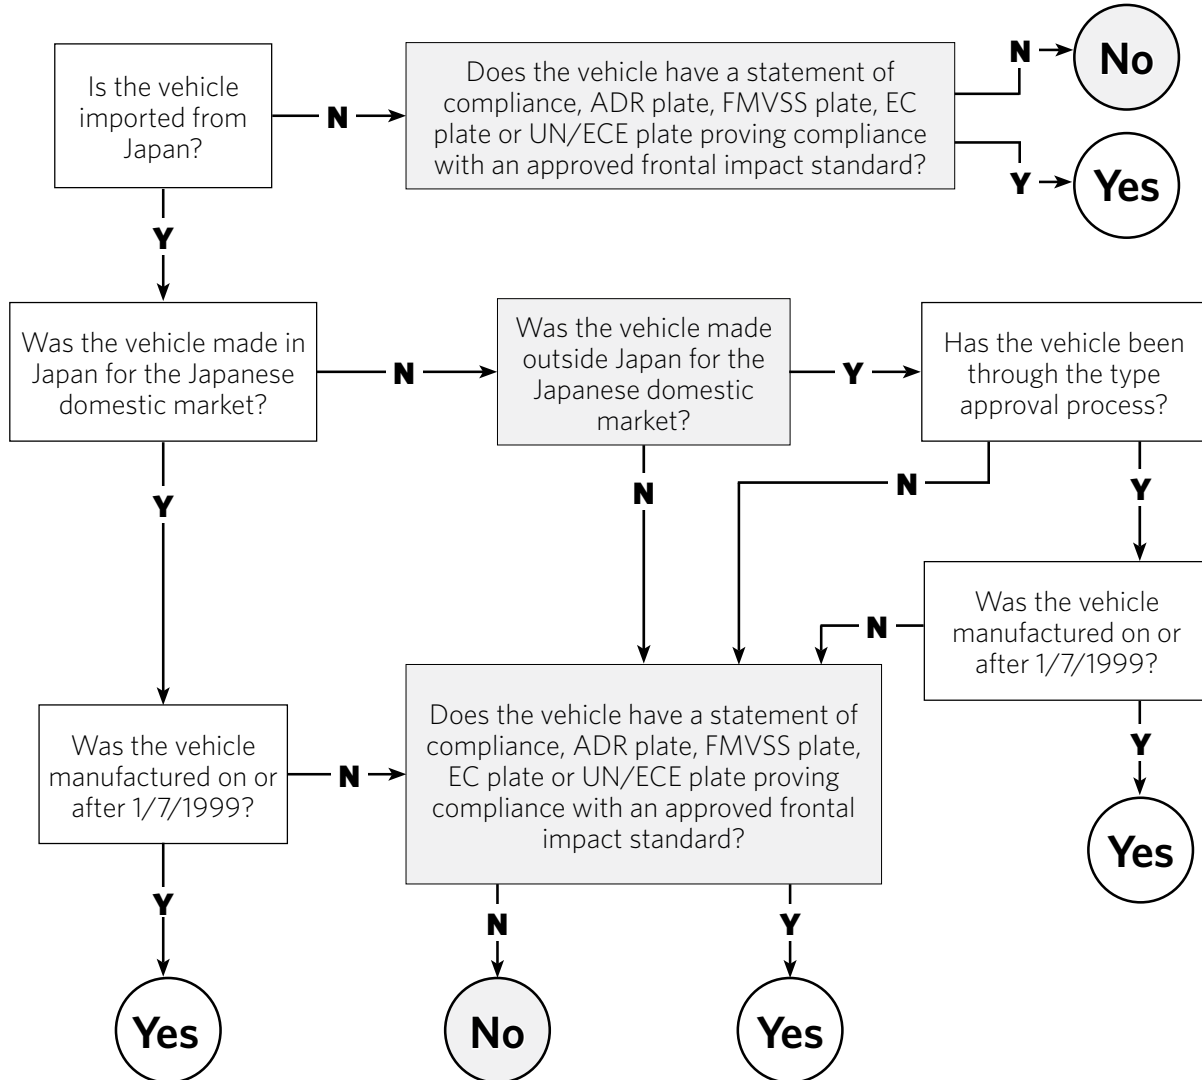 Is the vehicle
imported from
Japan?
N
Does the vehicle have a statement of
compliance, ADR plate, FMVSS plate, EC
plate or UN/ECE plate proving compliance
with an approved frontal impact standard?
N
No
Y
Yes
Y
Was the vehicle made in
Japan for the Japanese
domestic market?
N
Was the vehicle made
outside Japan for the
Japanese domestic
market?
Y
Has the vehicle been
through the type
approval process?
Y
N
N
Y
Was the vehicle
manufactured on or
after 1/7/1999?
N
Y
Yes
Was the vehicle
manufactured on or
after 1/7/1999?
N
Does the vehicle have a statement of
compliance, ADR plate, FMVSS plate,
EC plate or UN/ECE plate proving
compliance with an approved frontal
impact standard?
Y
N
Y
Yes
No
Yes